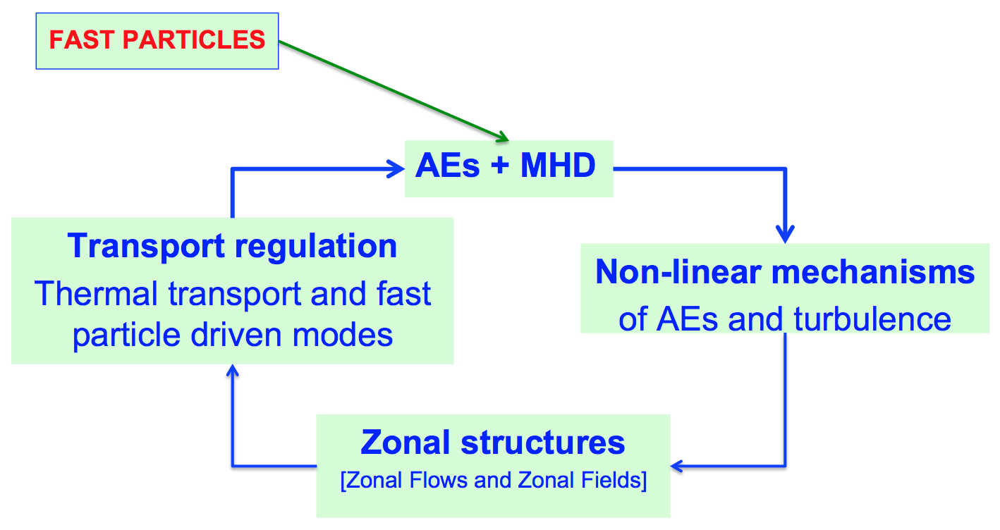 FAST PARTICLES
AEs + MHD
Transport regulation
Thermal transport and fast
particle driven modes
Non-linear mechanisms
of AEs and turbulence
Zonal structures
[Zonal Flows and Zonal Fields]